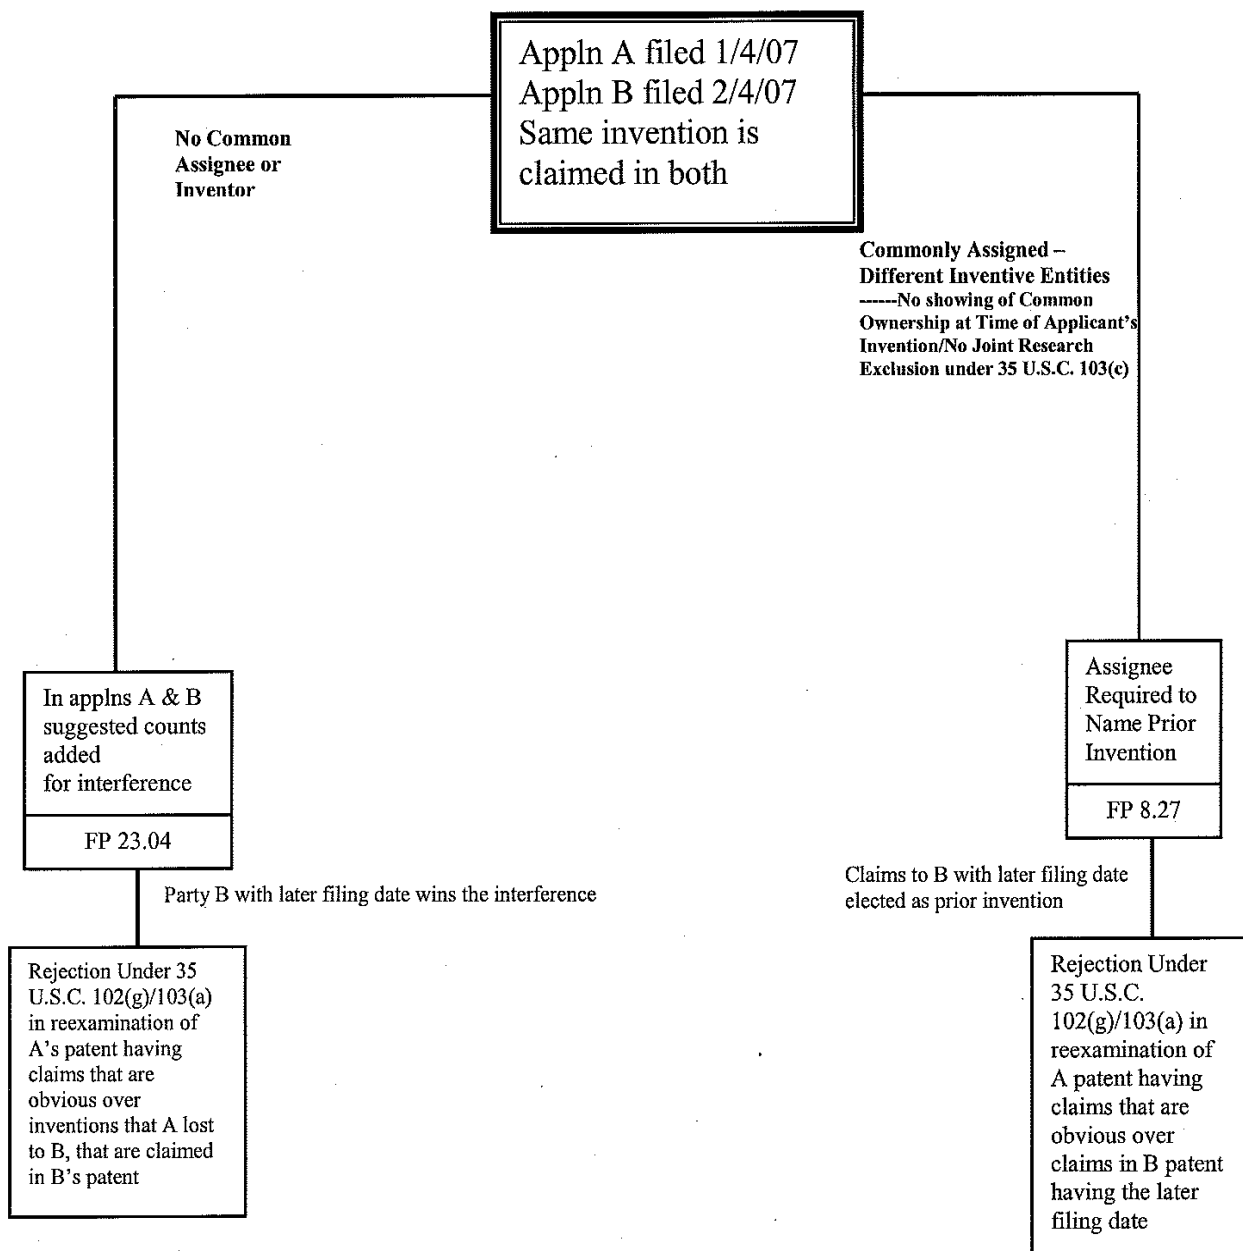 Appln A filed 1/4/07
Appln B filed 2/4/07
Same invention is
claimed in both
No Common
Assignee or
Inventor
Commonly Assigned –
Different Inventive Entities
------No showing of Common
Ownership at Time of Applicant's
Invention/No Joint Research
Exclusion under 35 U.S.C. 103(c)
In applns A & B
suggested counts
added
for interference
FP 23.04
Assignee
Required to
Name Prior
Invention
FP 8.27
Party B with later filing date wins the interference
Claims to B with later filing date
elected as prior invention
Rejection Under 35
U.S.C. 102(g)/103(a)
in reexamination of
A's patent having
claims that are
obvious over
inventions that A lost
to B, that are claimed
in B's patent
Rejection Under
35 U.S.C.
102(g)/103(a) in
reexamination of
A patent having
claims that are
obvious over
claims in B patent
having the later
filing date